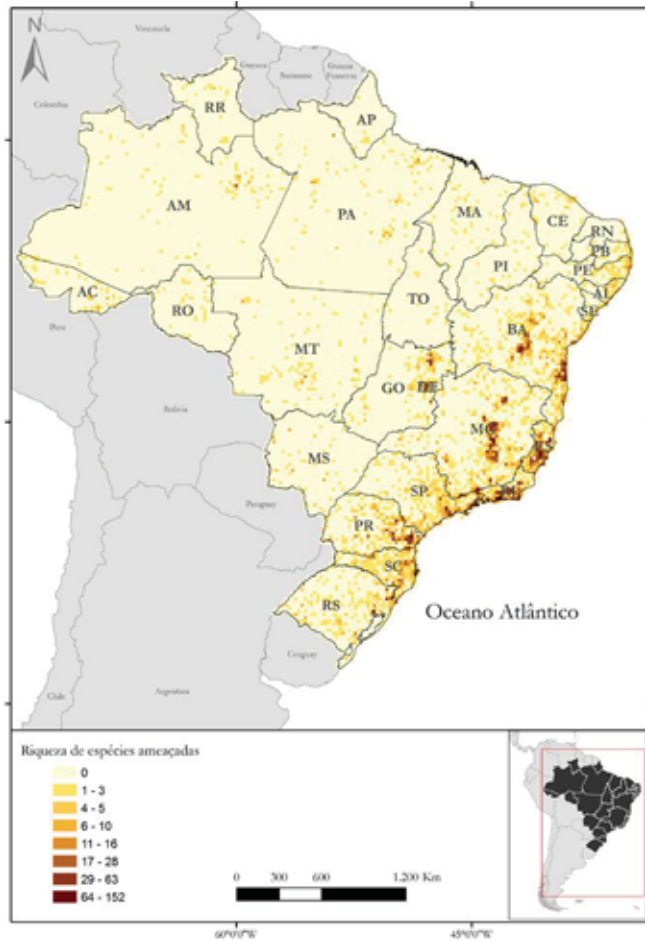 N
Venezuela
Guyana
Suriname
Guiana
Francesa
Colombia
RR
AP
AM
PA
MA
CE
RN
PB
PI
PE
AL
SE
AC
TO
RO
BA
Peru
MT
GO
DF
Bolivia
MG
ES
MS
SP
RJ
Paraguay
PR
SC
RS
Oceano Atlântico
Uruguay
Chile
Argentina
Riqueza de espécies ameaçadas
0
1 - 3
4 - 5
6 - 10
11 - 16
17 - 28
29 - 63
64 - 152
0 300 600 1.200 Km
60°0'0"W 45°0'0"W